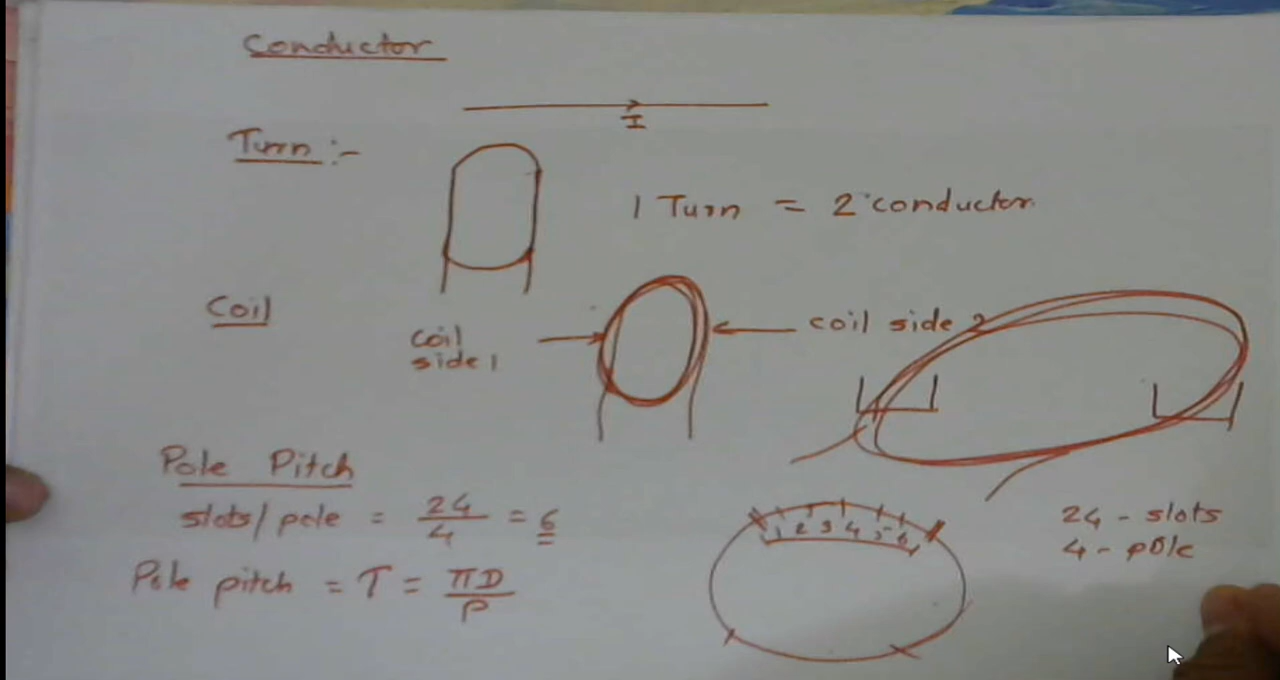 Conductor
I
Turn :-
1 Turn = 2 conductor
Coil
coil side 1
coil side 2
Pole Pitch
slots/pole = 24/4 = 6
1 2 3 4 5 6
24 - slots
4 - pole
Pole pitch = τ = πD/P